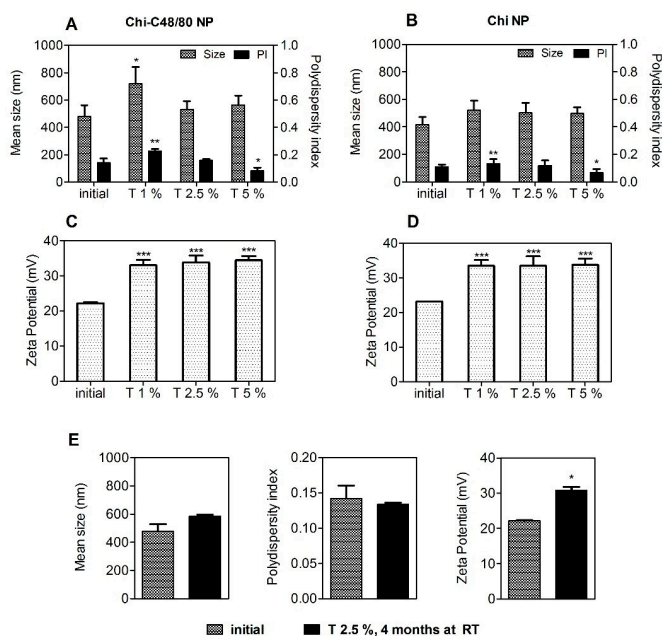 Chi-C48/80 NP
Chi NP
A
Size PI
Mean size (nm)
1000
800
600
400
200
0
Polydispersity index
1.0
0.8
0.6
0.4
0.2
0.0
* ** *
initial T 1 % T 2.5 % T 5 %
B
Size PI
Mean size (nm)
1000
800
600
400
200
0
Polydispersity index
1.0
0.8
0.6
0.4
0.2
0.0
** *
initial T 1 % T 2.5 % T 5 %
C
Zeta Potential (mV)
40
30
20
10
0
*** *** ***
initial T 1 % T 2.5 % T 5 %
D
Zeta Potential (mV)
40
30
20
10
0
*** *** ***
initial T 1 % T 2.5 % T 5 %
E
Mean size (nm)
1000
800
600
400
200
0
Polydispersity index
0.20
0.15
0.10
0.05
0.00
Zeta Potential (mV)
40
30
20
10
0
*
initial T 2.5 %, 4 months at RT